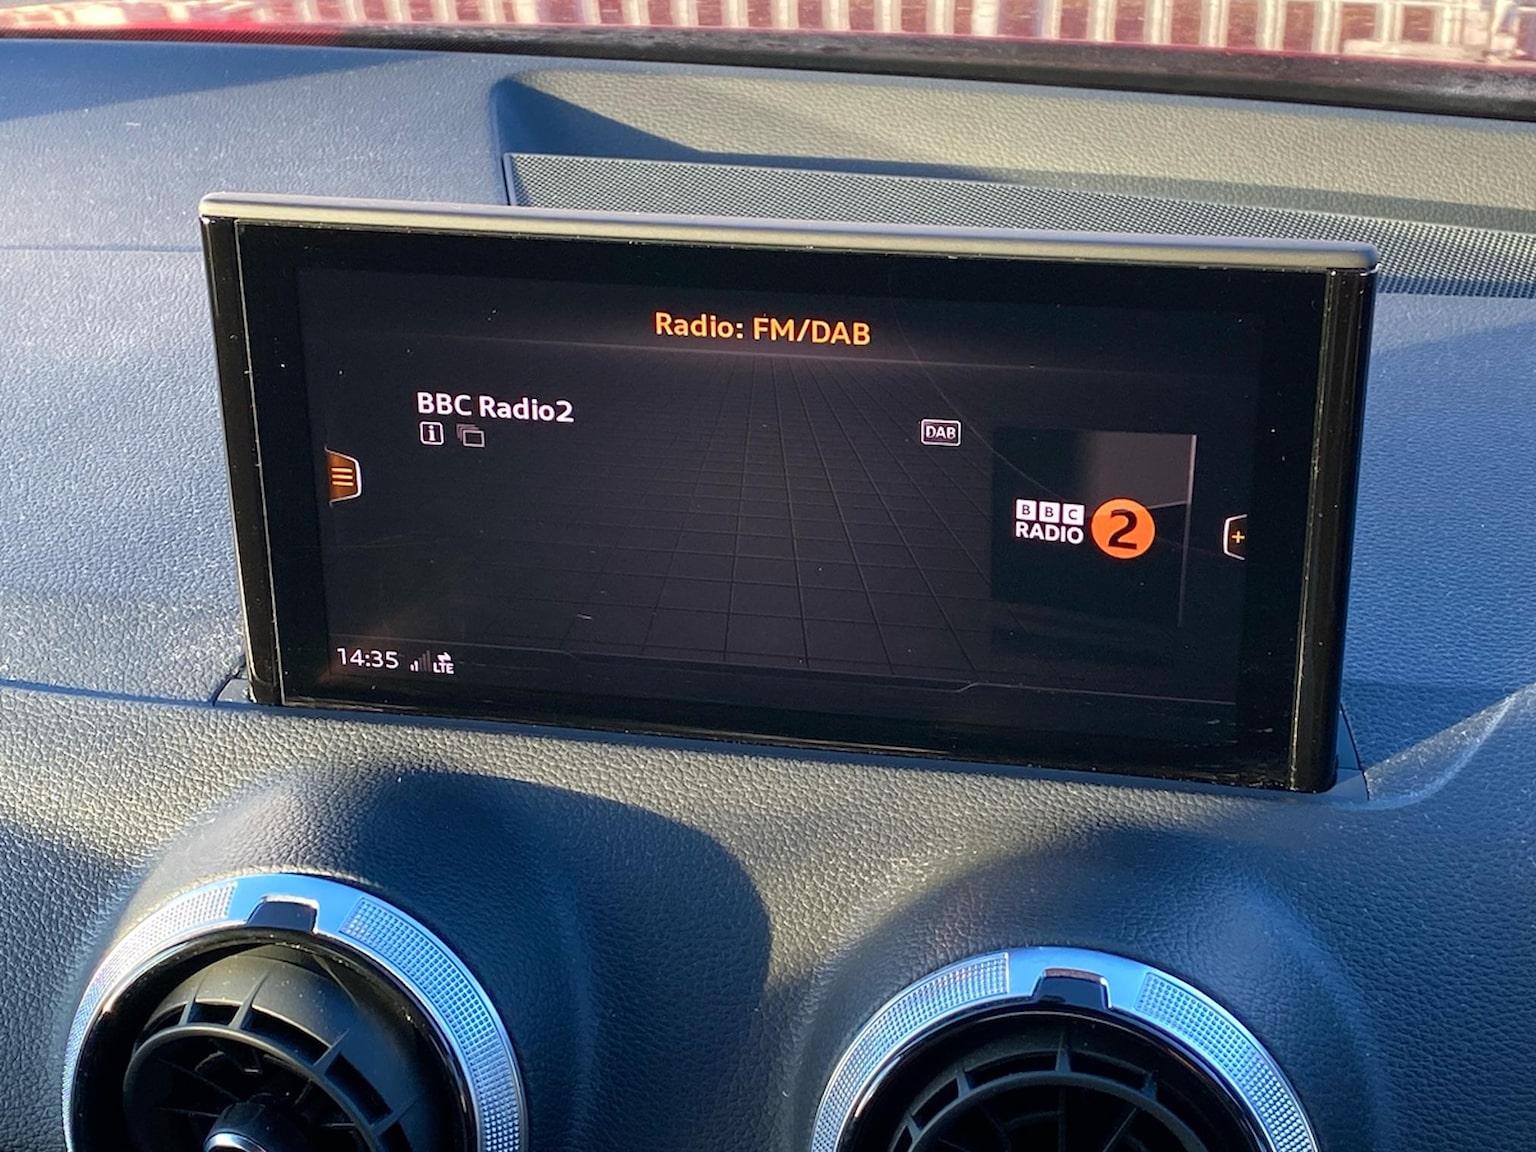 Radio: FM/DAB
BBC Radio2
i
DAB
BBC
RADIO 2
14:35 LTE